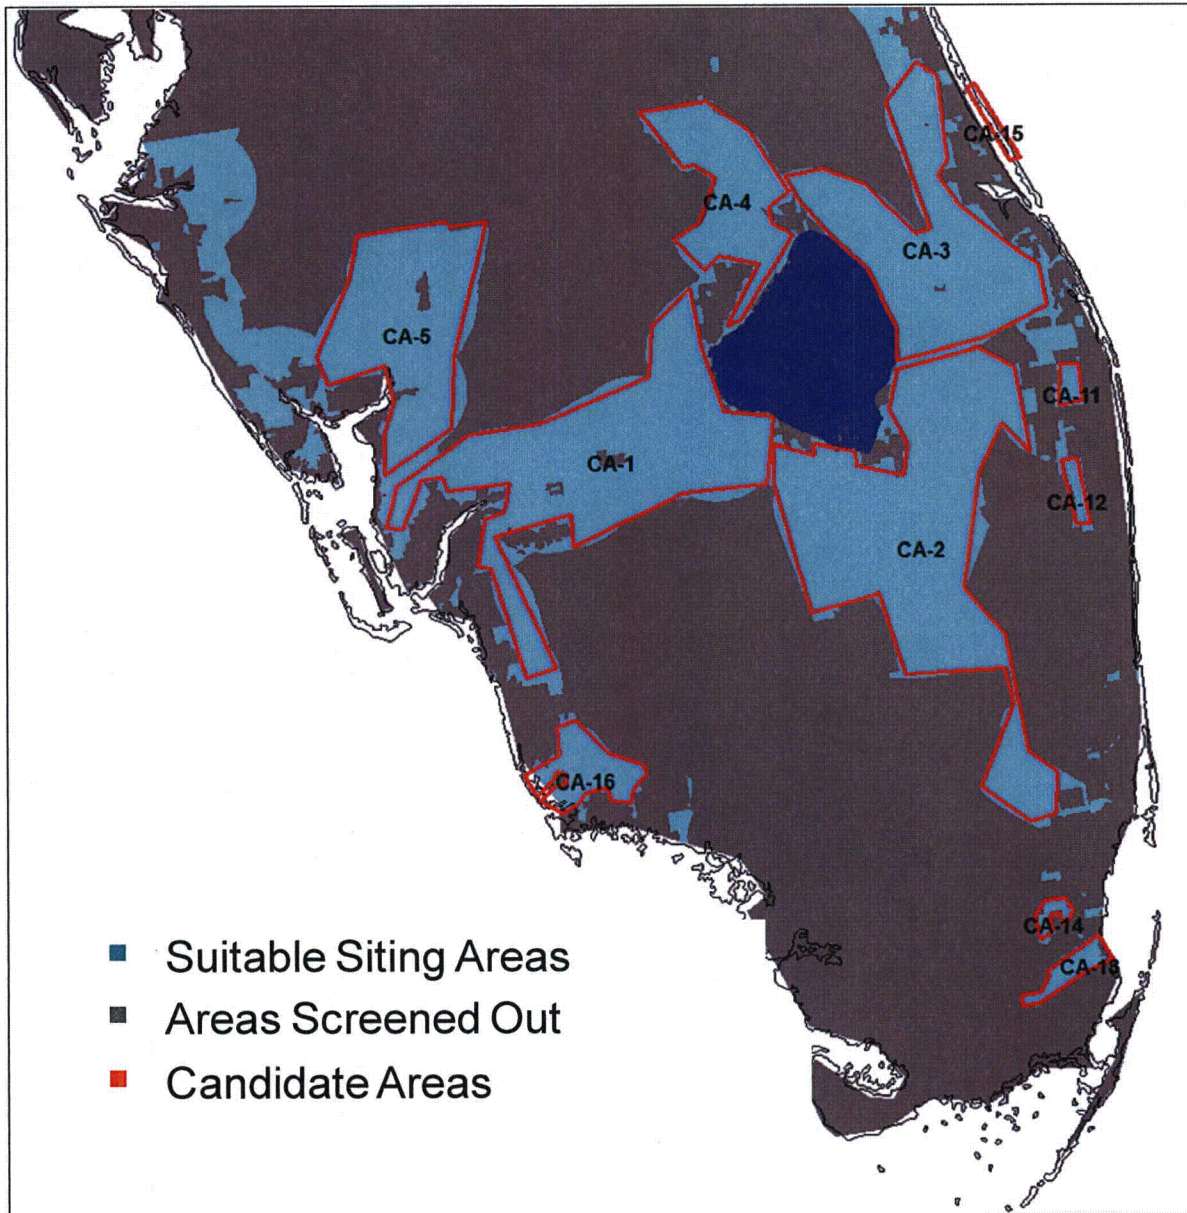 CA-15
CA-4
CA-3
CA-5
CA-11
CA-1
CA-12
CA-2
CA-16
CA-14
CA-18
Suitable Siting Areas
Areas Screened Out
Candidate Areas